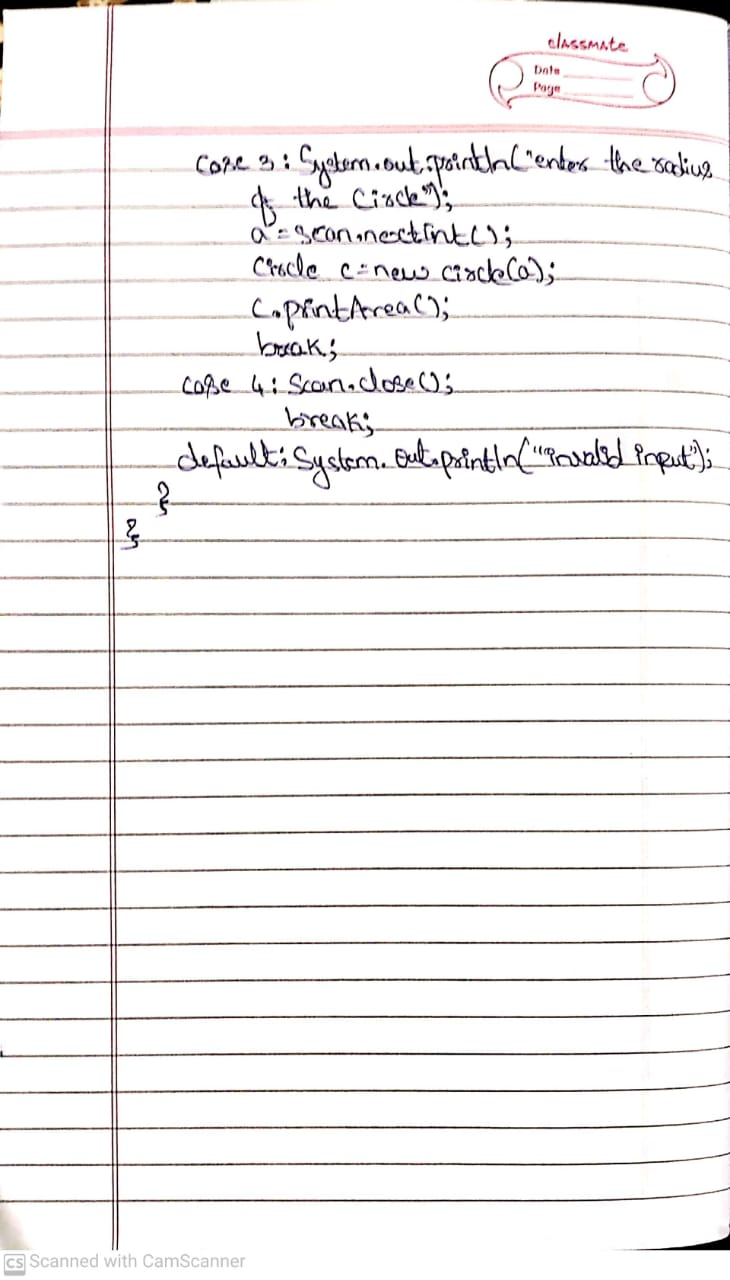 classmate
Date
Page
case 3: System.out.println("enter the radius
of the circle");
a = scan.nextInt();
Circle c = new circle(a);
c.printArea();
break;
case 4: Scan.close();
break;
default: System.out.println("invalid input");
}
}
CS Scanned with CamScanner